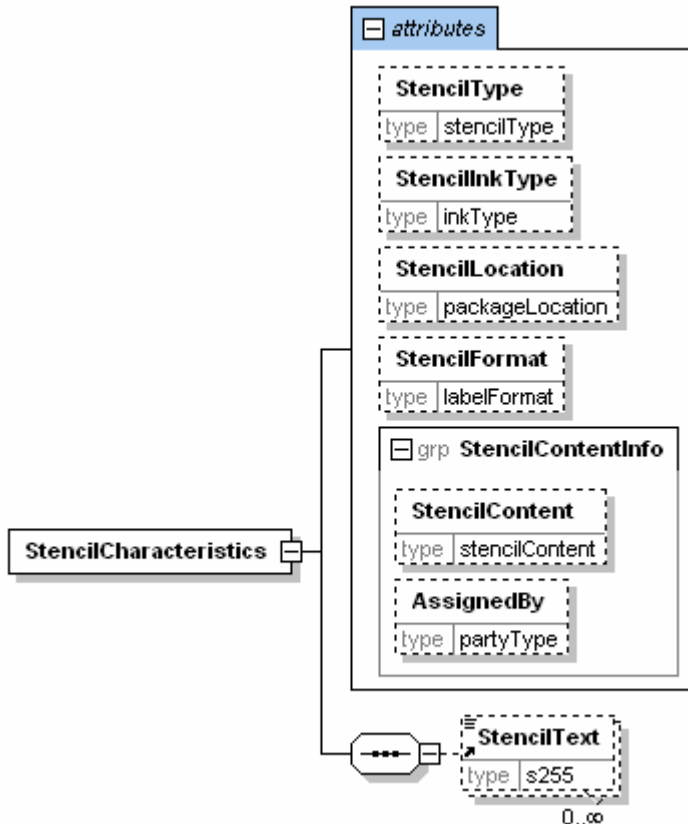 attributes
StencilType
type stencilType
StencilInkType
type inkType
StencilLocation
type packageLocation
StencilFormat
type labelFormat
grp StencilContentInfo
StencilContent
type stencilContent
AssignedBy
type partyType
StencilCharacteristics
StencilText
type s255
0..∞